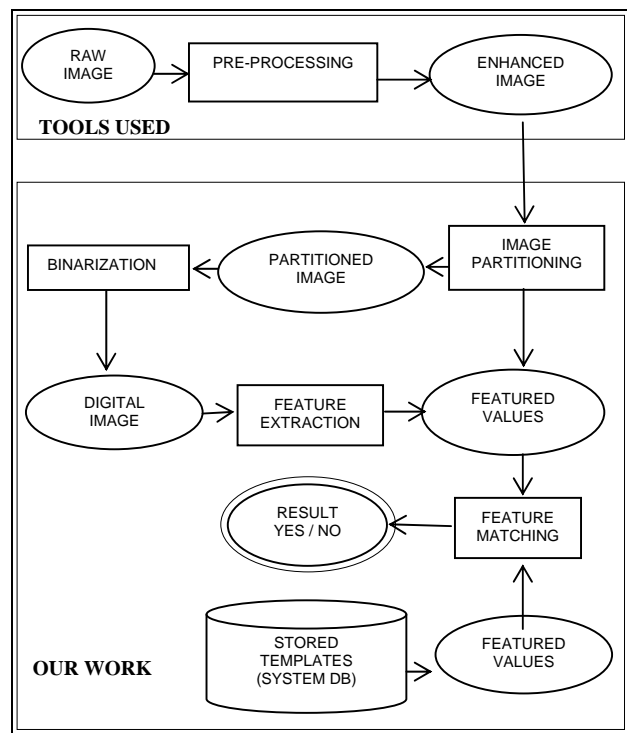 RAW
IMAGE
PRE-PROCESSING
ENHANCED
IMAGE
TOOLS USED
IMAGE
PARTITIONING
PARTITIONED
IMAGE
BINARIZATION
DIGITAL
IMAGE
FEATURE
EXTRACTION
FEATURED
VALUES
FEATURE
MATCHING
RESULT
YES / NO
STORED
TEMPLATES
(SYSTEM DB)
FEATURED
VALUES
OUR WORK